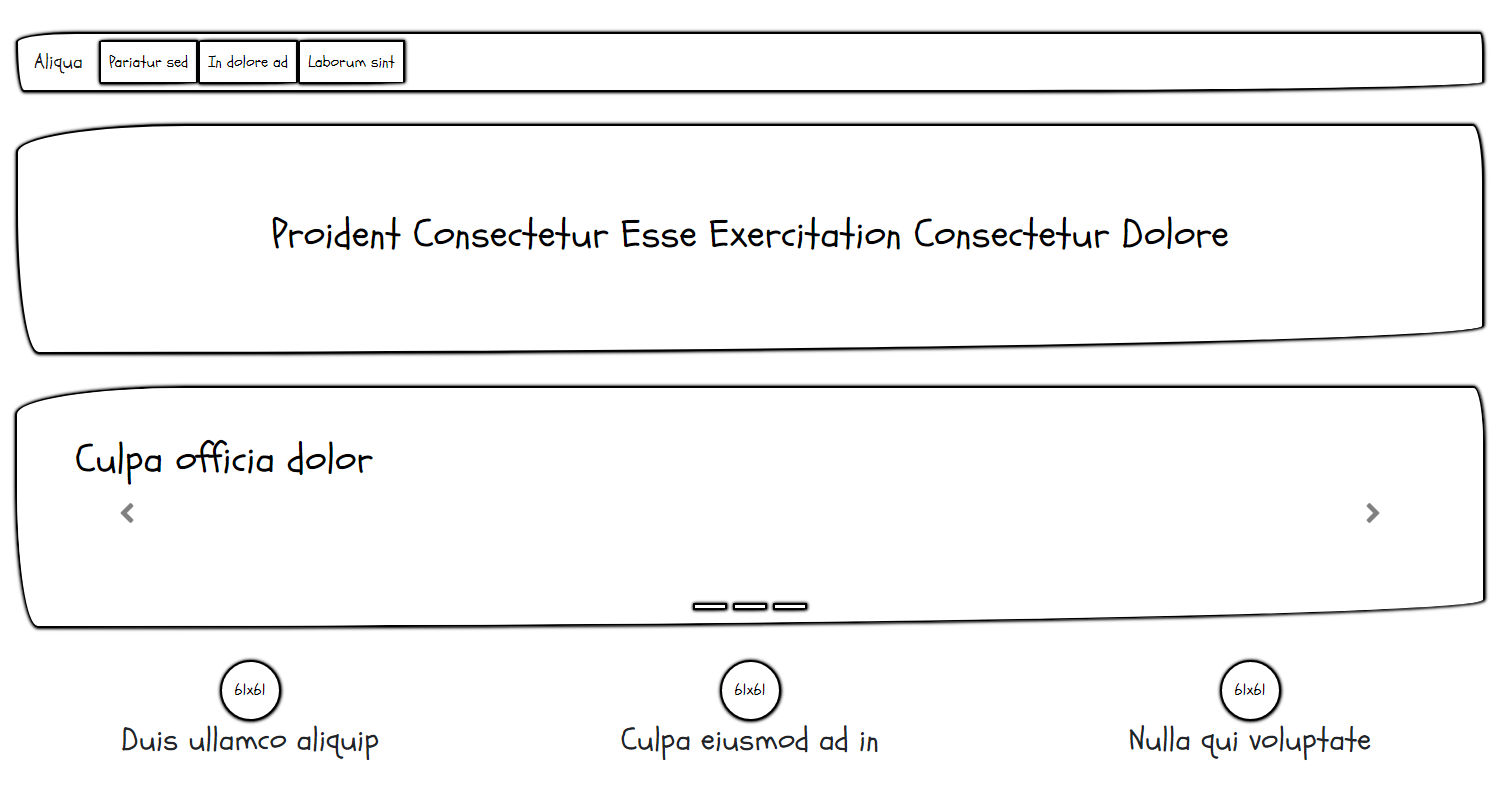 Aliqua Pariatur sed In dolore ad Laborum sint
Proident Consectetur Esse Exercitation Consectetur Dolore
Culpa officia dolor
61x61 61x61 61x61
Duis ullamco aliquip Culpa eiusmod ad in Nulla qui voluptate